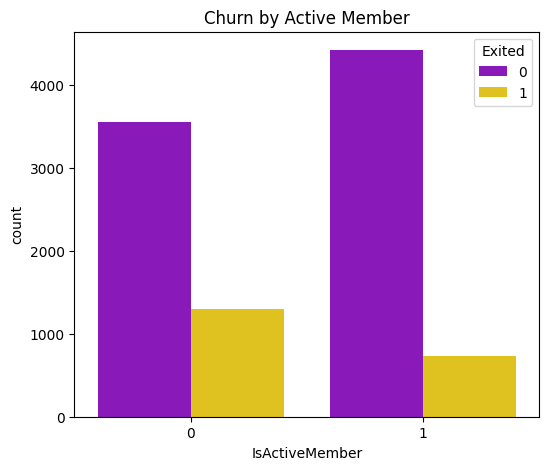 Churn by Active Member
Exited
0
1
4000
3000
2000
1000
0
count
0 1
IsActiveMember